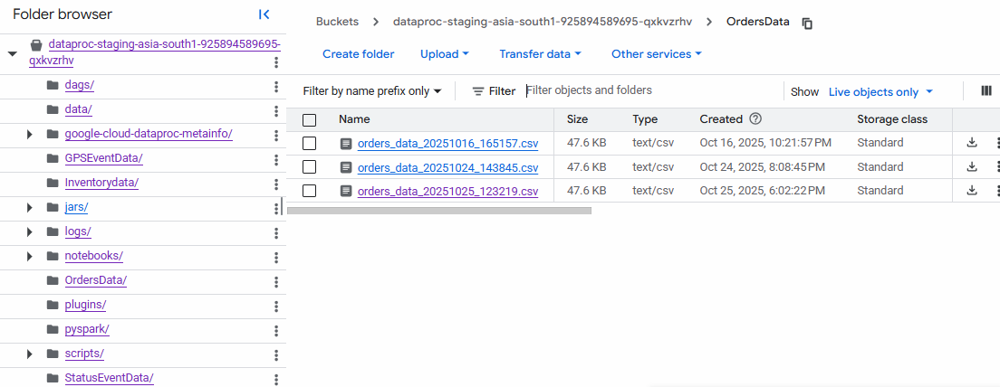 Folder browser
dataproc-staging-asia-south1-925894589695-
qxkvzrhv
dags/
data/
google-cloud-dataproc-metainfo/
GPSEventData/
Inventorydata/
jars/
logs/
notebooks/
OrdersData/
plugins/
pyspark/
scripts/
StatusEventData/
Buckets > dataproc-staging-asia-south1-925894589695-qxkvzrhv > OrdersData
Create folder Upload Transfer data Other services
Filter by name prefix only Filter Filter objects and folders Show Live objects only
Name Size Type Created Storage class
orders_data_20251016_165157.csv 47.6 KB text/csv Oct 16, 2025, 10:21:57 PM Standard
orders_data_20251024_143845.csv 47.6 KB text/csv Oct 24, 2025, 8:08:45 PM Standard
orders_data_20251025_123219.csv 47.6 KB text/csv Oct 25, 2025, 6:02:22 PM Standard